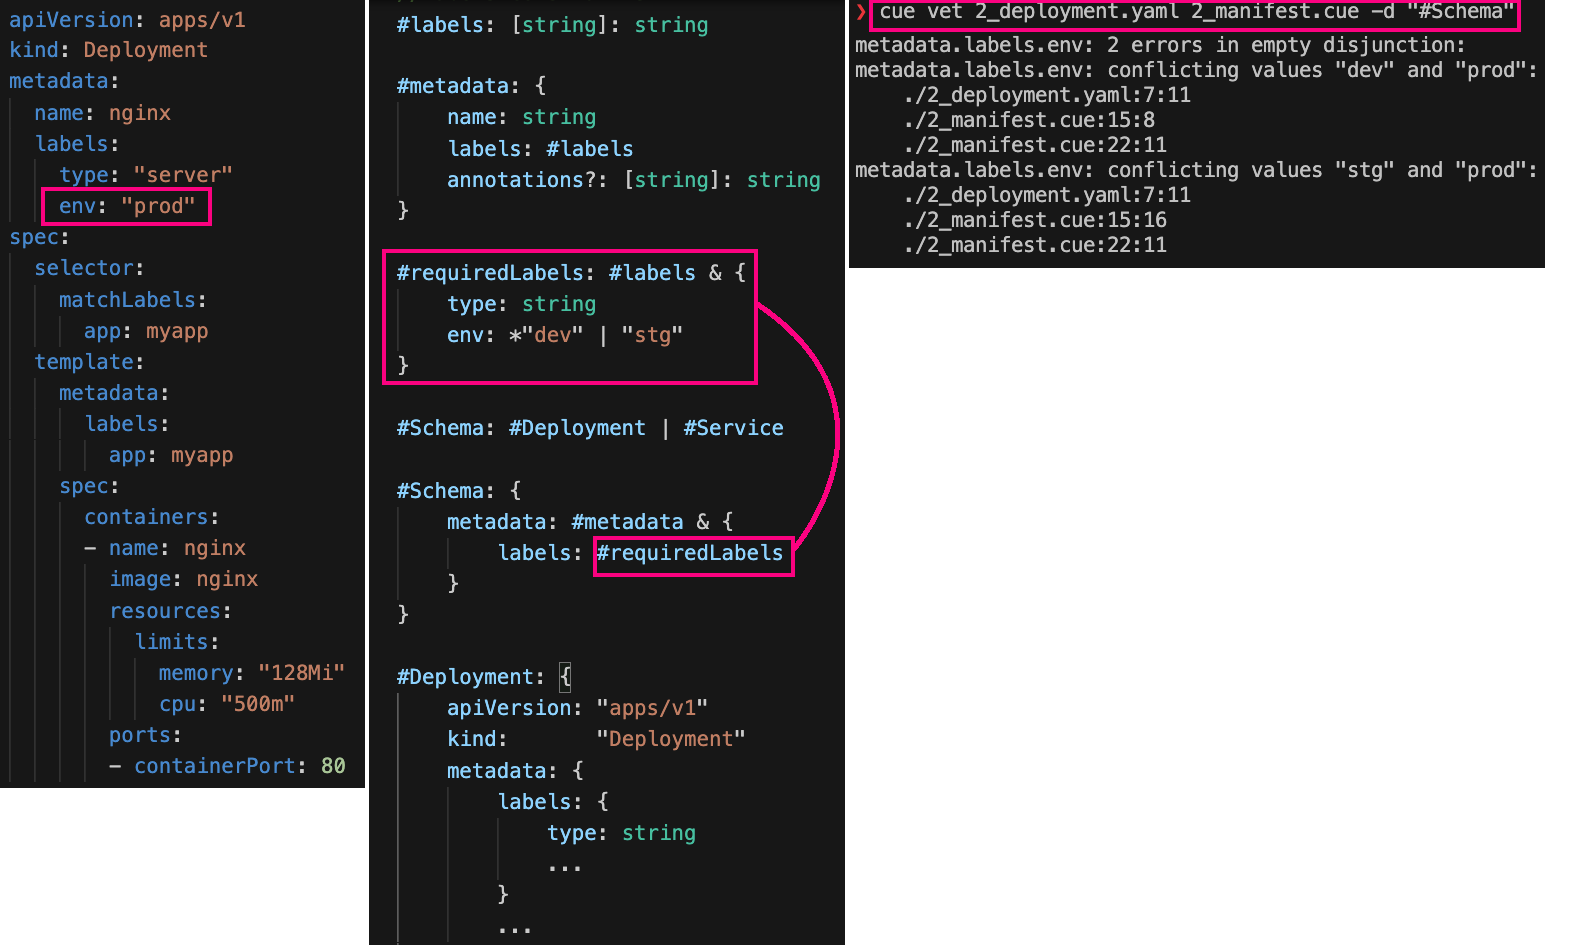 apiVersion: apps/v1
kind: Deployment
metadata:
  name: nginx
  labels:
    type: "server"
    env: "prod"
spec:
  selector:
    matchLabels:
      app: myapp
  template:
    metadata:
      labels:
        app: myapp
    spec:
      containers:
      - name: nginx
        image: nginx
        resources:
          limits:
            memory: "128Mi"
            cpu: "500m"
        ports:
        - containerPort: 80
#labels: [string]: string
#metadata: {
    name: string
    labels: #labels
    annotations?: [string]: string
}
#requiredLabels: #labels & {
    type: string
    env: *"dev" | "stg"
}
#Schema: #Deployment | #Service
#Schema: {
    metadata: #metadata & {
        labels: #requiredLabels
    }
}
#Deployment: {
    apiVersion: "apps/v1"
    kind:       "Deployment"
    metadata: {
        labels: {
            type: string
            ...
        }
        ...
❯ cue vet 2_deployment.yaml 2_manifest.cue -d "#Schema"
metadata.labels.env: 2 errors in empty disjunction:
metadata.labels.env: conflicting values "dev" and "prod":
    ./2_deployment.yaml:7:11
    ./2_manifest.cue:15:8
    ./2_manifest.cue:22:11
metadata.labels.env: conflicting values "stg" and "prod":
    ./2_deployment.yaml:7:11
    ./2_manifest.cue:15:16
    ./2_manifest.cue:22:11